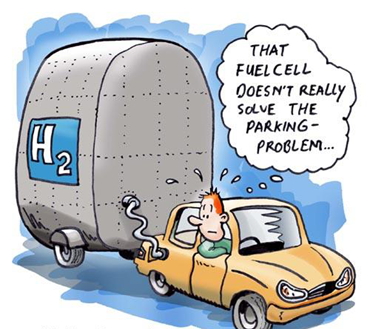 THAT
FUELCELL
DOESN'T REALLY
SOLVE THE
PARKING-
PROBLEM...
H2